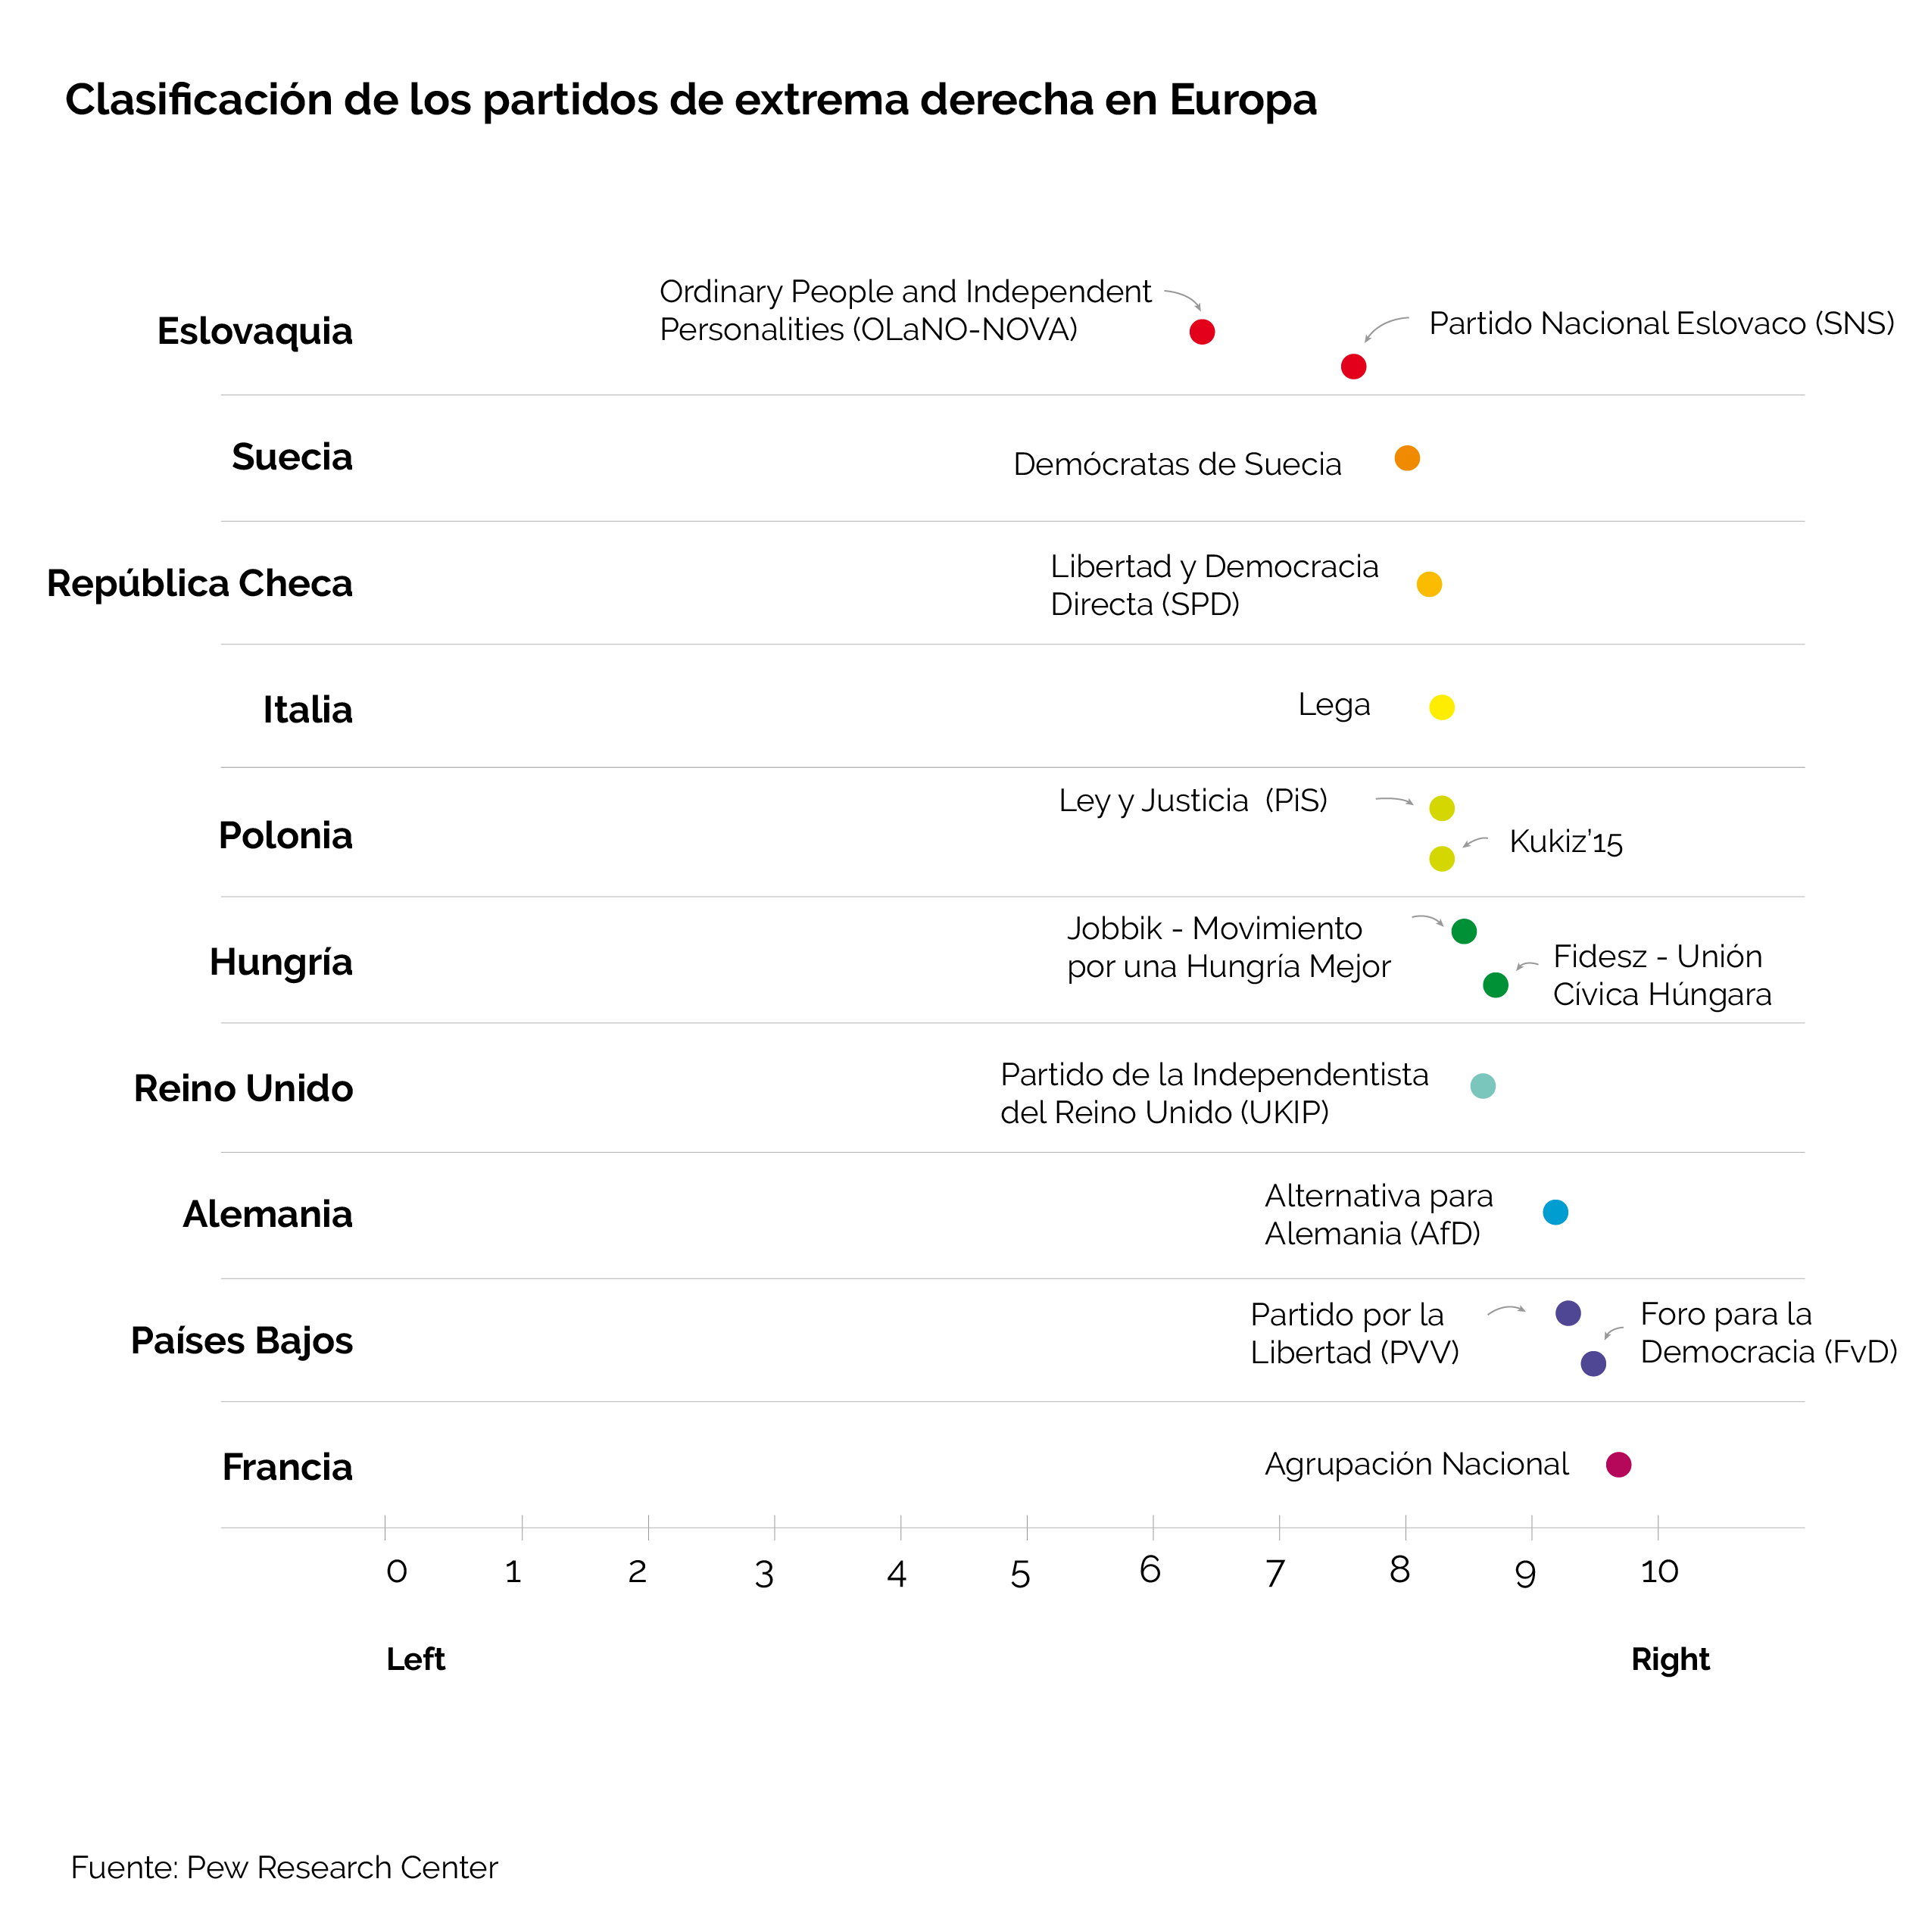 Clasificación de los partidos de extrema derecha en Europa
Eslovaquia
Ordinary People and Independent
Personalities (OLaNO-NOVA)
Partido Nacional Eslovaco (SNS)
Suecia
Demócratas de Suecia
República Checa
Libertad y Democracia
Directa (SPD)
Italia
Lega
Polonia
Ley y Justicia (PiS)
Kukiz'15
Hungría
Jobbik - Movimiento
por una Hungría Mejor
Fidesz - Unión
Cívica Húngara
Reino Unido
Partido de la Independentista
del Reino Unido (UKIP)
Alemania
Alternativa para
Alemania (AfD)
Países Bajos
Partido por la
Libertad (PVV)
Foro para la
Democracia (FvD)
Francia
Agrupación Nacional
0 1 2 3 4 5 6 7 8 9 10
Left Right
Fuente: Pew Research Center